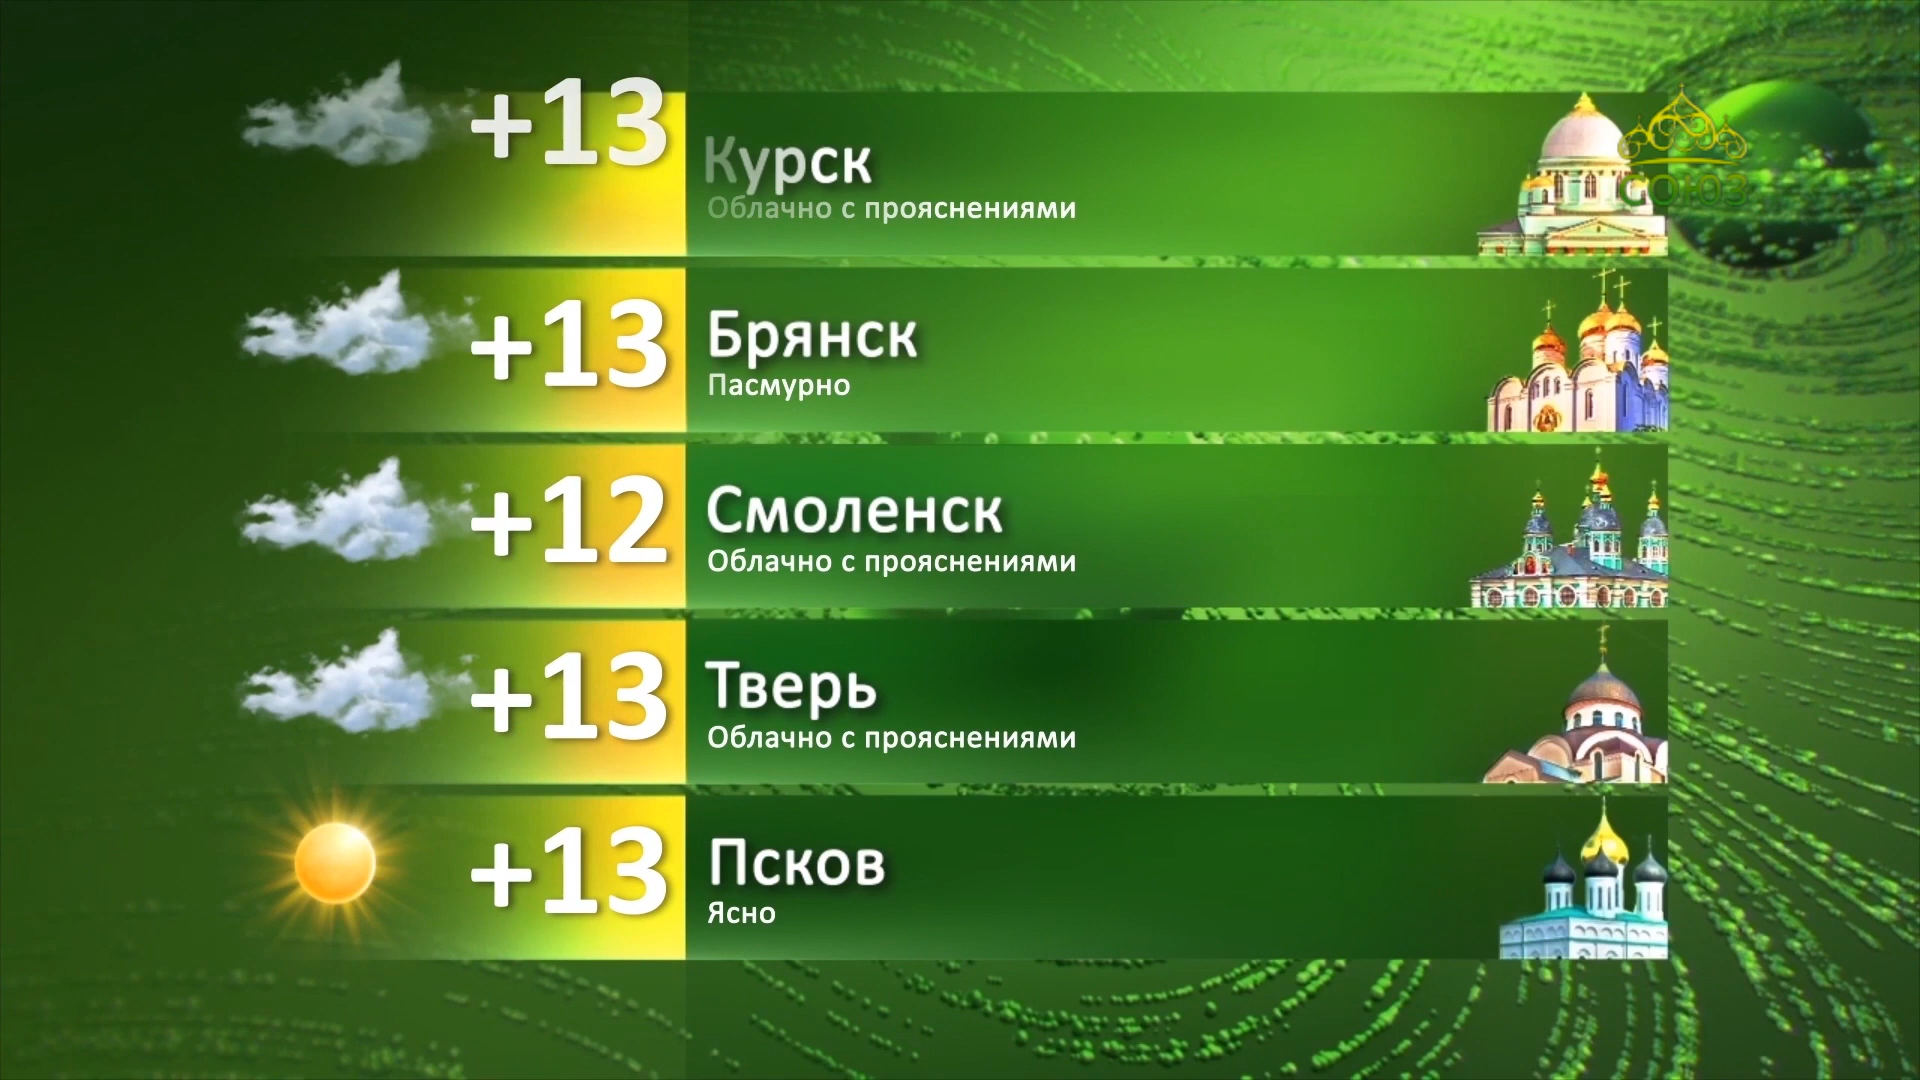 +13
Курск
Облачно с прояснениями
СОЮЗ
+13
Брянск
Пасмурно
+12
Смоленск
Облачно с прояснениями
+13
Тверь
Облачно с прояснениями
+13
Псков
Ясно